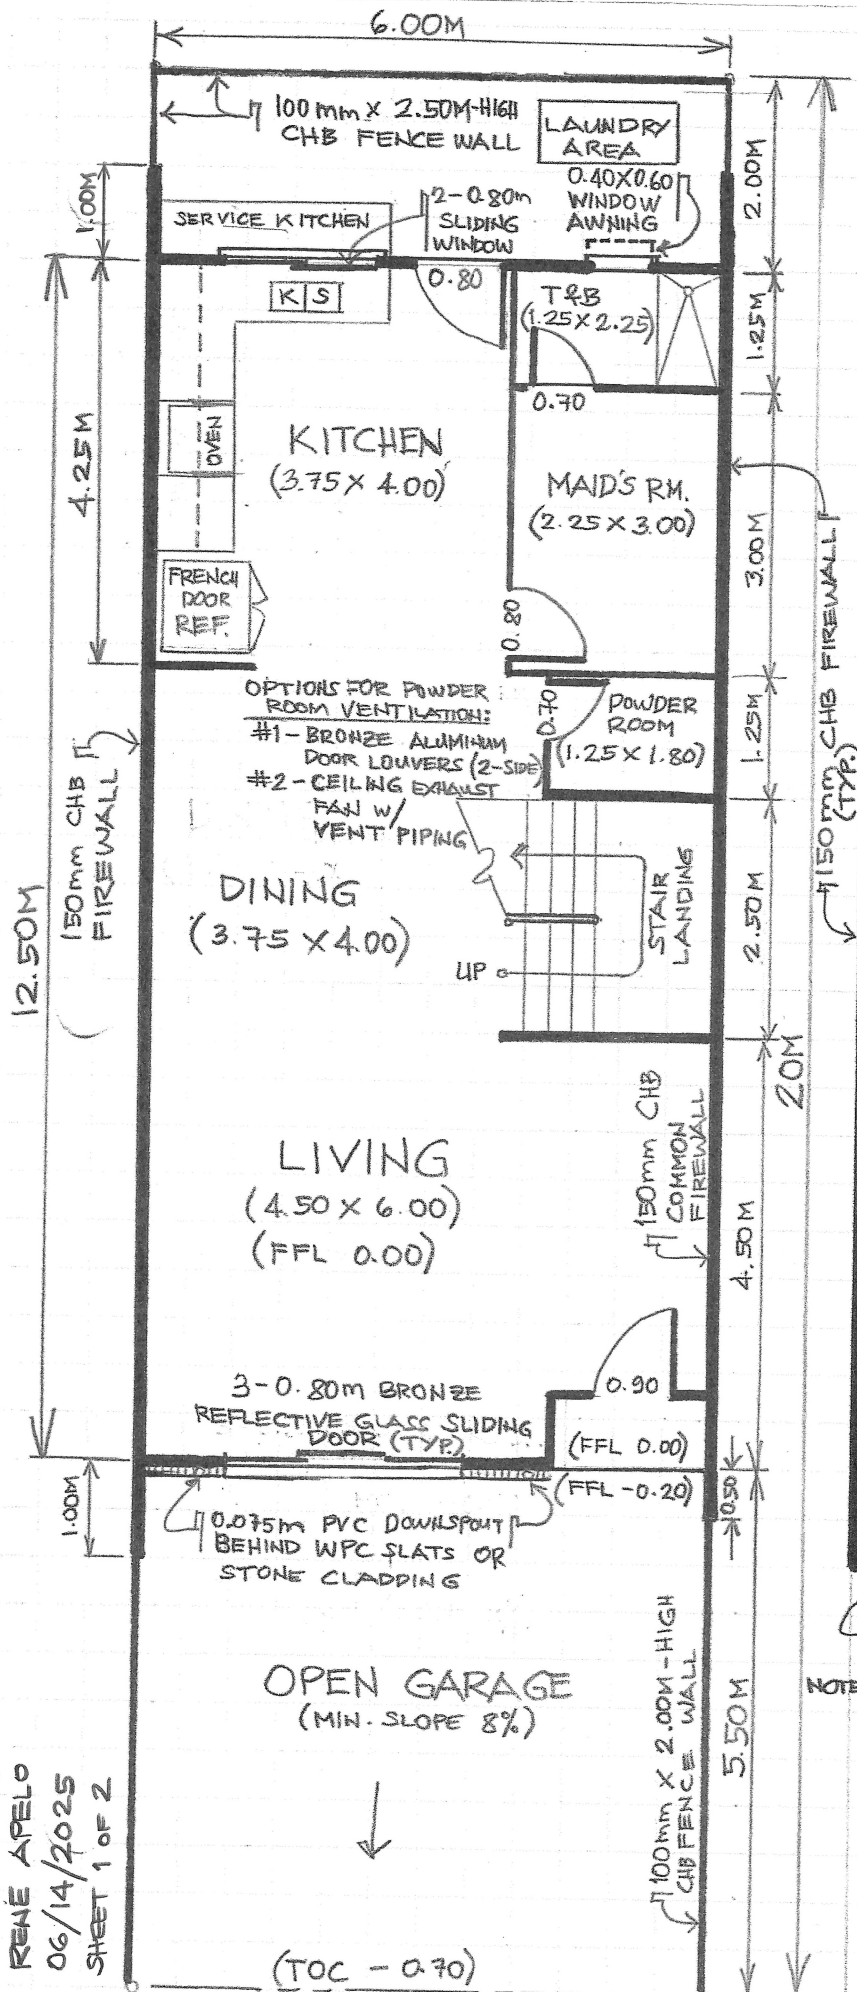 6.00M
100mm X 2.50M-HIGH
CHB FENCE WALL
LAUNDRY
AREA
2.00M
1.00M
0.40X0.60
WINDOW
AWNING
SERVICE KITCHEN
2-0.80m
SLIDING
WINDOW
K S
0.80
T&B
(1.25 X 2.25)
1.25M
0.70
OVEN
KITCHEN
(3.75 X 4.00)
4.25M
MAID'S RM.
(2.25 X 3.00)
3.00M
FRENCH
DOOR
REF.
0.80
150mm CHB FIREWALL
(TYP.)
OPTIONS FOR POWDER
ROOM VENTILATION:
#1 - BRONZE ALUMINUM
DOOR LOUVERS (2-SIDE)
#2 - CEILING EXHAUST
FAN W/
VENT PIPING
0.70
POWDER
ROOM
(1.25 X 1.80)
1.25M
150mm CHB
FIREWALL
12.50M
DINING
(3.75 X 4.00)
UP
STAIR
LANDING
2.50M
20M
LIVING
(4.50 X 6.00)
(FFL 0.00)
150mm CHB
COMMON
FIREWALL
4.50M
3-0.80m BRONZE
REFLECTIVE GLASS SLIDING
DOOR (TYP.)
0.90
(FFL 0.00)
(FFL -0.20)
0.50
1.00M
0.075m PVC DOWNSPOUT
BEHIND WPC SLATS OR
STONE CLADDING
OPEN GARAGE
(MIN. SLOPE 8%)
100mm X 2.00M-HIGH
CHB FENCE WALL
5.50M
NOTE
RENE APELO
06/14/2025
SHEET 1 OF 2
(TOC - 0.70)